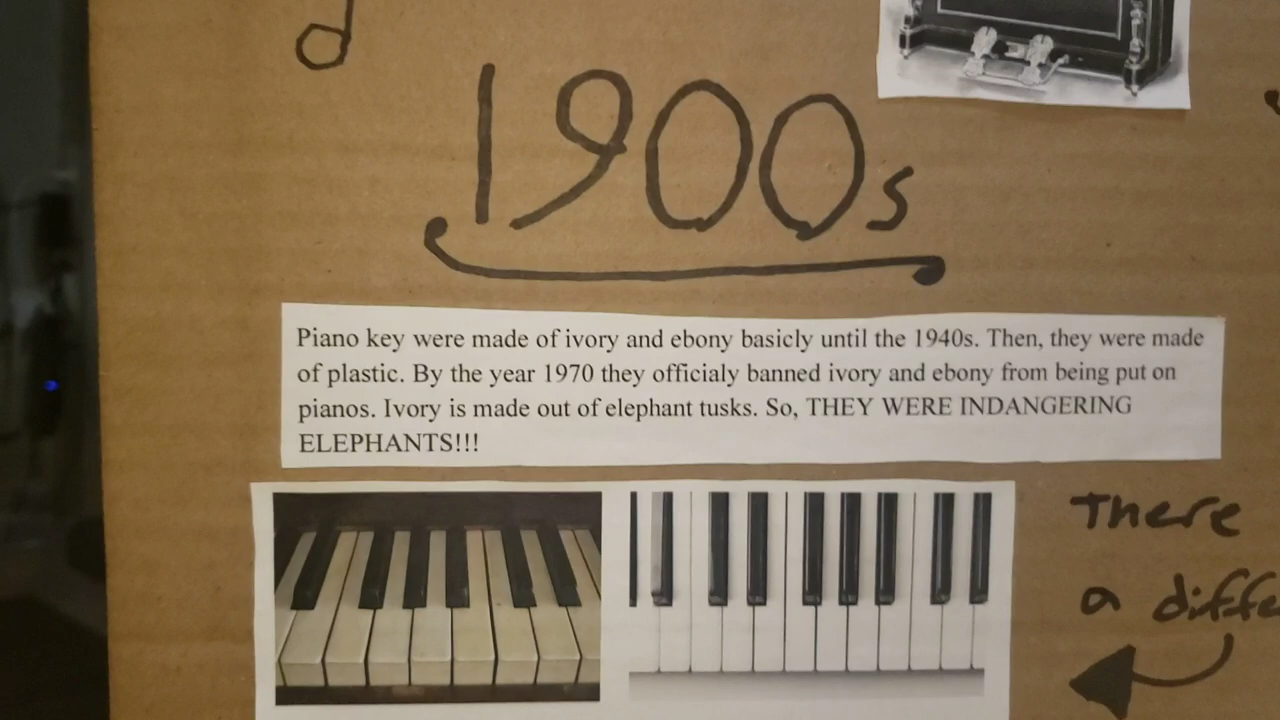 1900s
Piano key were made of ivory and ebony basicly until the 1940s. Then, they were made
of plastic. By the year 1970 they officialy banned ivory and ebony from being put on
pianos. Ivory is made out of elephant tusks. So, THEY WERE INDANGERING
ELEPHANTS!!!
There
a